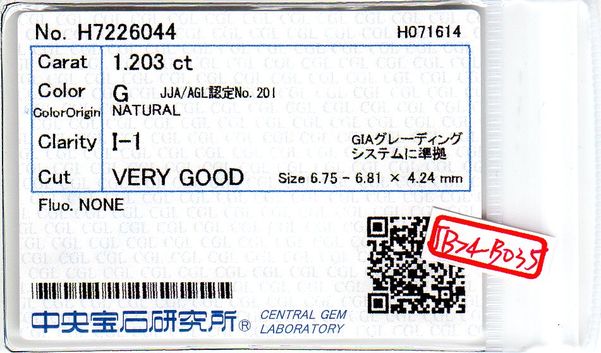 No. H7226044 H071614
Carat 1.203 ct
Color G JJA/AGL認定No. 201
ColorOrigin NATURAL
Clarity I-1 GIAグレーディング
システムに準拠
Cut VERY GOOD Size 6.75 - 6.81 × 4.24 mm
Fluo. NONE
中央宝石研究所® CENTRAL GEM
LABORATORY